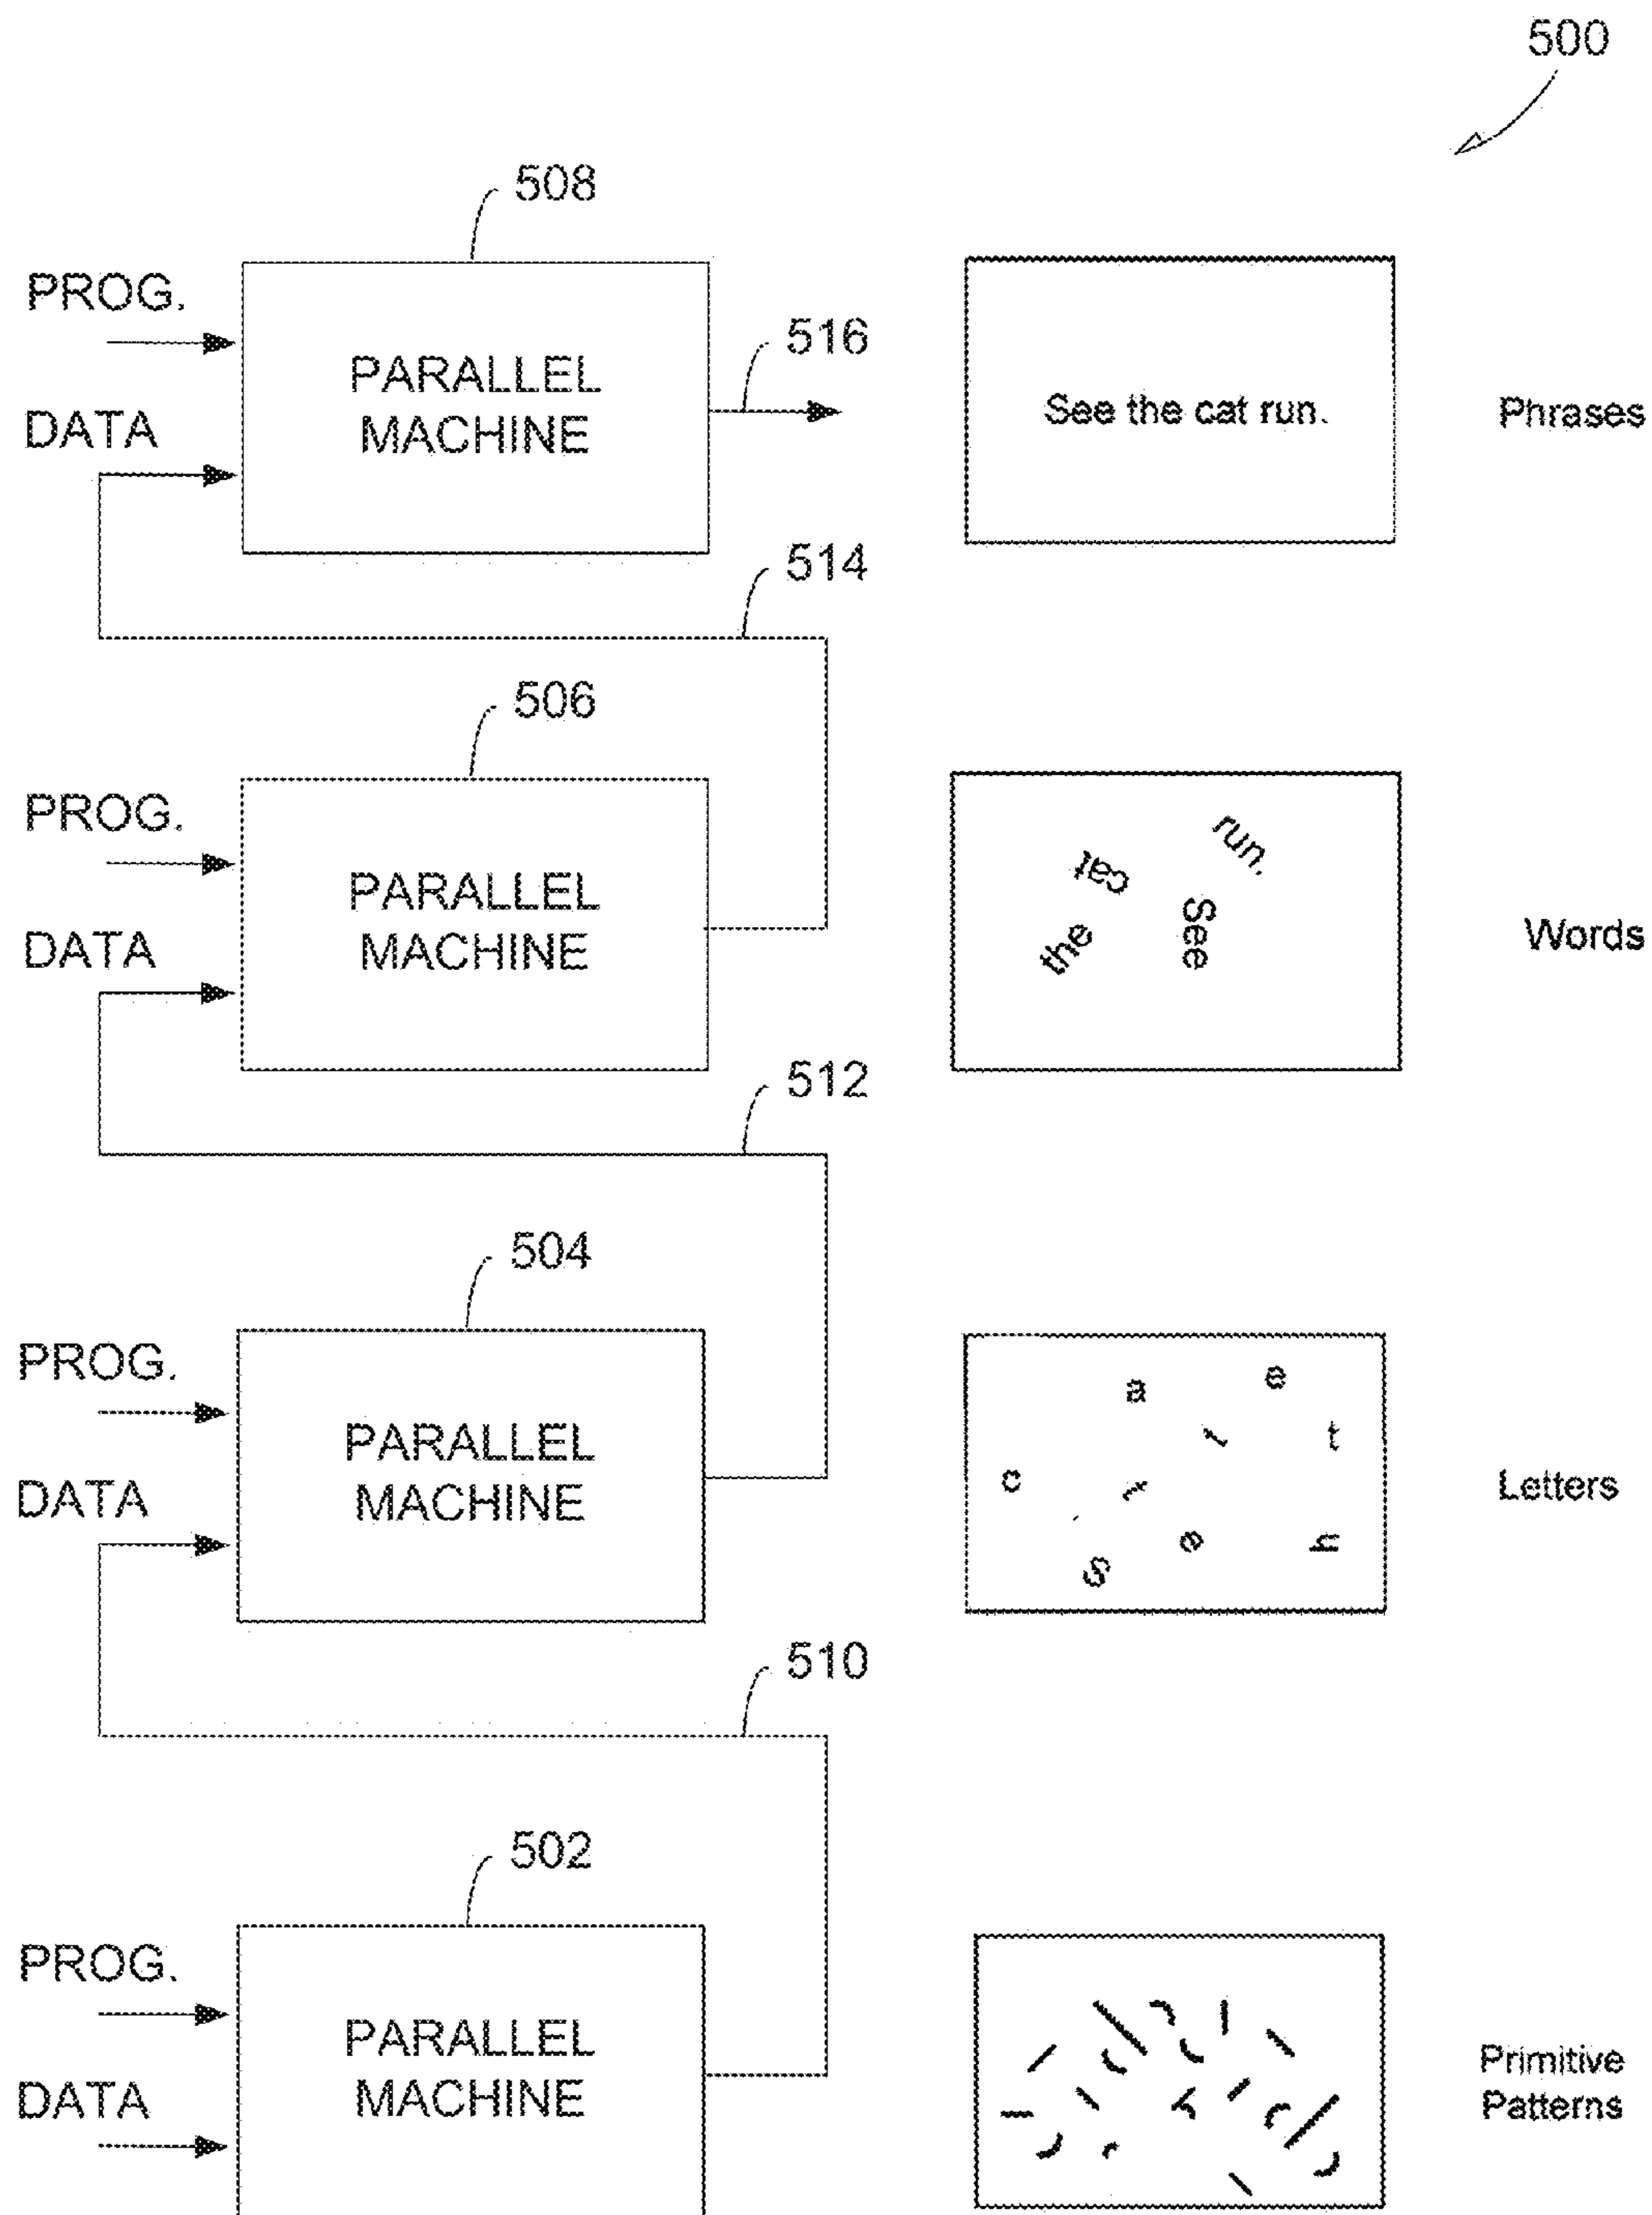 500
508
PROG.
DATA
PARALLEL
MACHINE
516
See the cat run.
Phrases
514
506
PROG.
DATA
PARALLEL
MACHINE
run.
cat
See
the
Words
512
504
PROG.
DATA
PARALLEL
MACHINE
a
e
t
c
r
e
h
S
Letters
510
502
PROG.
DATA
PARALLEL
MACHINE
Primitive
Patterns